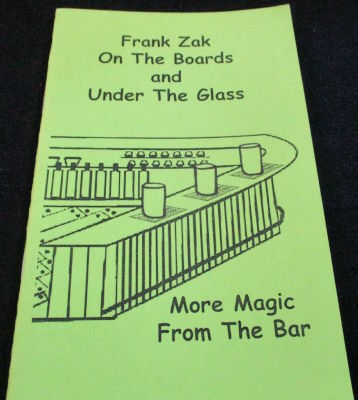 Frank Zak
On The Boards
and
Under The Glass
More Magic
From The Bar